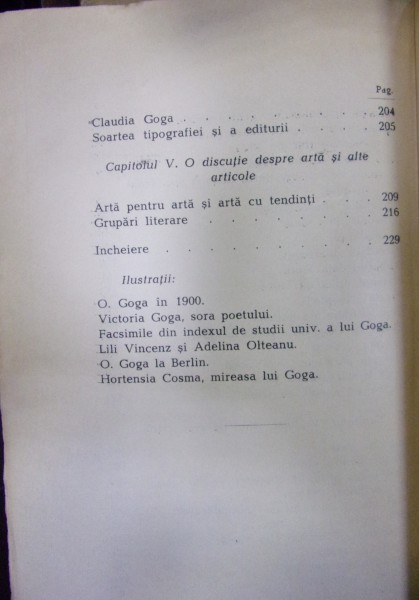 Pag.
Claudia Goga . . . . . . . . 204
Soartea tipografiei și a editurii . . . . 205
Capitolul V. O discuție despre artă și alte
articole
Artă pentru artă și artă cu tendinți . . . 209
Grupări literare . . . . . . . 216
Incheiere . . . . . . . . 229
Ilustrații:
O. Goga in 1900.
Victoria Goga, sora poetului.
Facsimile din indexul de studii univ. a lui Goga.
Lili Vincenz și Adelina Olteanu.
O. Goga la Berlin.
Hortensia Cosma, mireasa lui Goga.